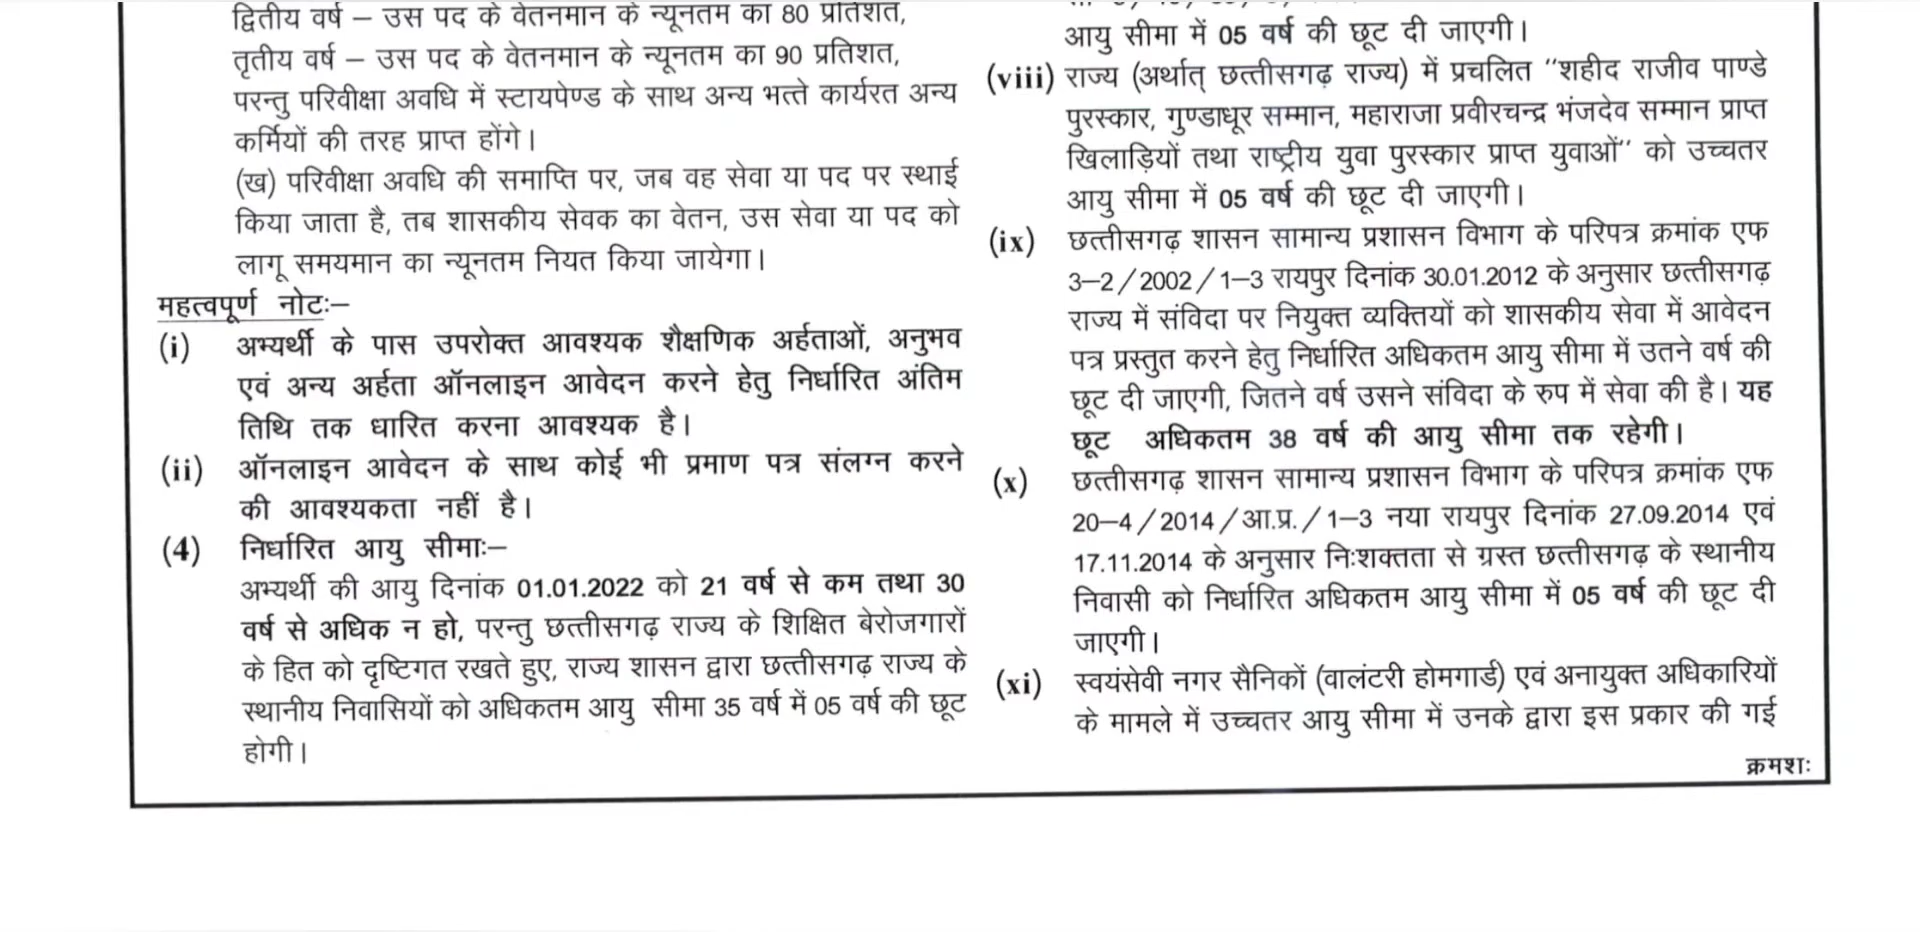 द्वितीय वर्ष – उस पद के वेतनमान के न्यूनतम का 80 प्रतिशत,
तृतीय वर्ष – उस पद के वेतनमान के न्यूनतम का 90 प्रतिशत,
परन्तु परिवीक्षा अवधि में स्टायपेण्ड के साथ अन्य भत्ते कार्यरत अन्य
कर्मियों की तरह प्राप्त होंगे।
(ख) परिवीक्षा अवधि की समाप्ति पर, जब वह सेवा या पद पर स्थाई
किया जाता है, तब शासकीय सेवक का वेतन, उस सेवा या पद को
लागू समयमान का न्यूनतम नियत किया जायेगा।
महत्वपूर्ण नोटः–
(i) अभ्यर्थी के पास उपरोक्त आवश्यक शैक्षणिक अर्हताओं, अनुभव
एवं अन्य अर्हता ऑनलाइन आवेदन करने हेतु निर्धारित अंतिम
तिथि तक धारित करना आवश्यक है।
(ii) ऑनलाइन आवेदन के साथ कोई भी प्रमाण पत्र संलग्न करने
की आवश्यकता नहीं है।
(4) निर्धारित आयु सीमाः–
अभ्यर्थी की आयु दिनांक 01.01.2022 को 21 वर्ष से कम तथा 30
वर्ष से अधिक न हो, परन्तु छत्तीसगढ़ राज्य के शिक्षित बेरोजगारों
के हित को दृष्टिगत रखते हुए, राज्य शासन द्वारा छत्तीसगढ़ राज्य के
स्थानीय निवासियों को अधिकतम आयु सीमा 35 वर्ष में 05 वर्ष की छूट
होगी।
आयु सीमा में 05 वर्ष की छूट दी जाएगी।
(viii) राज्य (अर्थात् छत्तीसगढ़ राज्य) में प्रचलित "शहीद राजीव पाण्डे
पुरस्कार, गुण्डाधूर सम्मान, महाराजा प्रवीरचन्द्र भंजदेव सम्मान प्राप्त
खिलाड़ियों तथा राष्ट्रीय युवा पुरस्कार प्राप्त युवाओं" को उच्चतर
आयु सीमा में 05 वर्ष की छूट दी जाएगी।
(ix) छत्तीसगढ़ शासन सामान्य प्रशासन विभाग के परिपत्र क्रमांक एफ
3–2/2002/1–3 रायपुर दिनांक 30.01.2012 के अनुसार छत्तीसगढ़
राज्य में संविदा पर नियुक्त व्यक्तियों को शासकीय सेवा में आवेदन
पत्र प्रस्तुत करने हेतु निर्धारित अधिकतम आयु सीमा में उतने वर्ष की
छूट दी जाएगी, जितने वर्ष उसने संविदा के रुप में सेवा की है। यह
छूट अधिकतम 38 वर्ष की आयु सीमा तक रहेगी।
(x) छत्तीसगढ़ शासन सामान्य प्रशासन विभाग के परिपत्र क्रमांक एफ
20–4/2014/आ.प्र./1–3 नया रायपुर दिनांक 27.09.2014 एवं
17.11.2014 के अनुसार निःशक्तता से ग्रस्त छत्तीसगढ़ के स्थानीय
निवासी को निर्धारित अधिकतम आयु सीमा में 05 वर्ष की छूट दी
जाएगी।
(xi) स्वयंसेवी नगर सैनिकों (वालंटरी होमगार्ड) एवं अनायुक्त अधिकारियों
के मामले में उच्चतर आयु सीमा में उनके द्वारा इस प्रकार की गई
क्रमशः